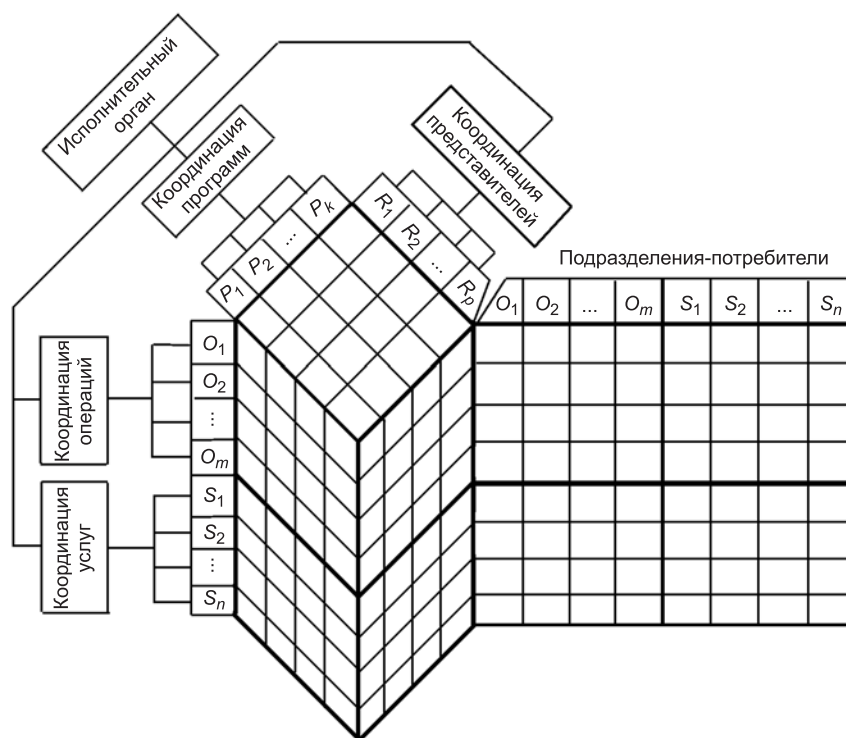 Исполнительный
орган
Координация
программ
Координация
представителей
P1
P2
...
Pk
R1
R2
...
Rp
Подразделения-потребители
O1 O2 ... Om S1 S2 ... Sn
Координация
операций
O1
O2
...
Om
Координация
услуг
S1
S2
...
Sn